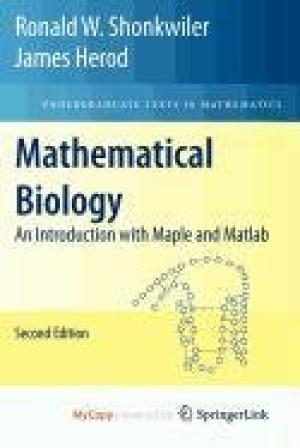 Ronald W. Shonkwiler
James Herod
UNDERGRADUATE TEXTS IN MATHEMATICS
Mathematical
Biology
An Introduction with Maple and Matlab
Second Edition
MyCopy
SpringerLink